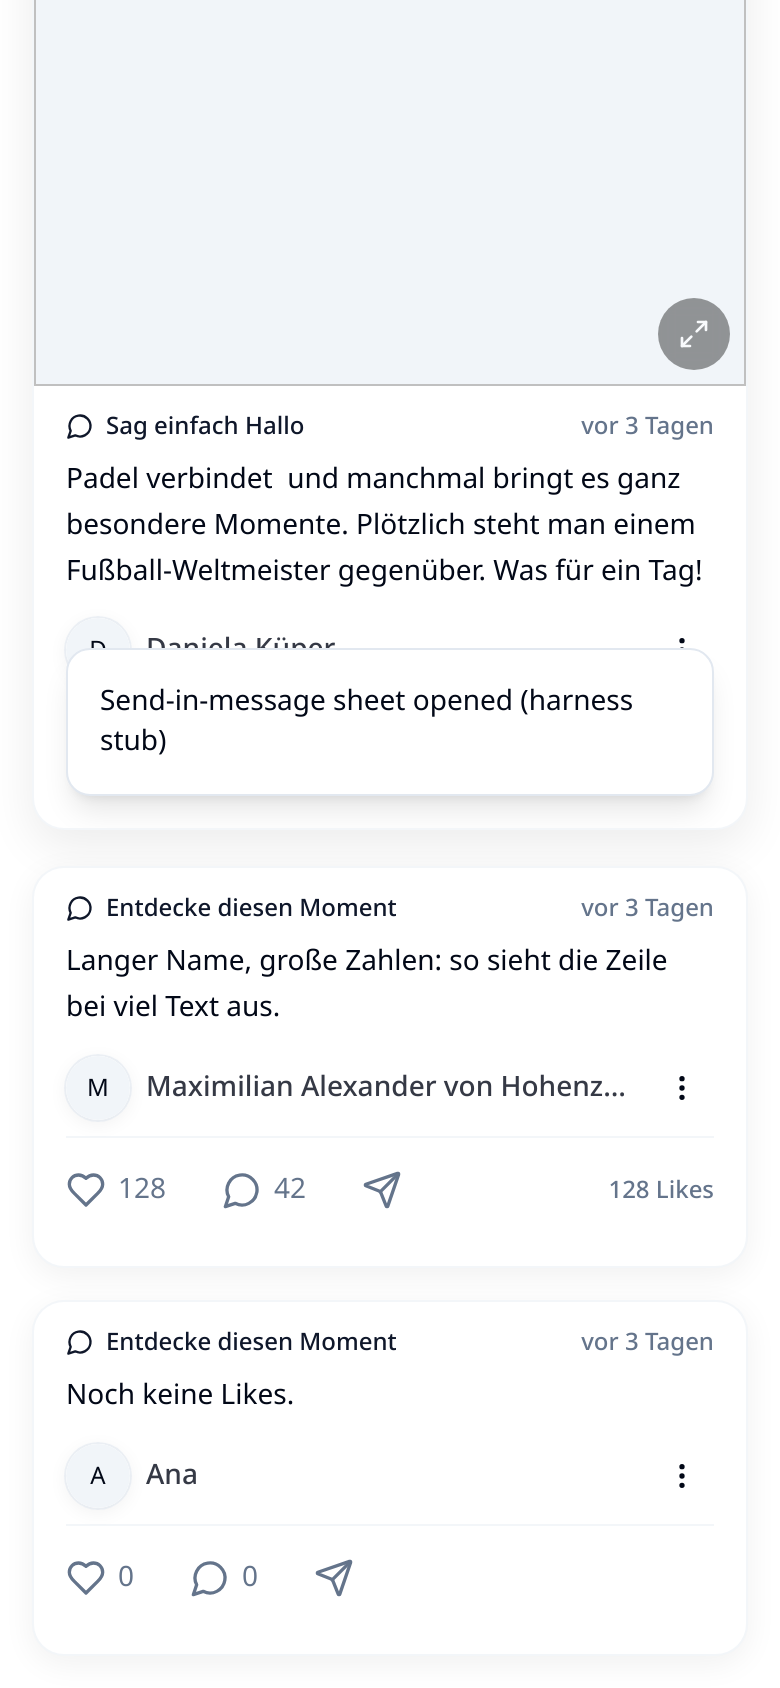 Sag einfach Hallo
vor 3 Tagen
Padel verbindet  und manchmal bringt es ganz
besondere Momente. Plötzlich steht man einem
Fußball-Weltmeister gegenüber. Was für ein Tag!
D
Daniela Küper
Send-in-message sheet opened (harness
stub)
Entdecke diesen Moment
vor 3 Tagen
Langer Name, große Zahlen: so sieht die Zeile
bei viel Text aus.
M
Maximilian Alexander von Hohenz...
128
42
128 Likes
Entdecke diesen Moment
vor 3 Tagen
Noch keine Likes.
A
Ana
0
0